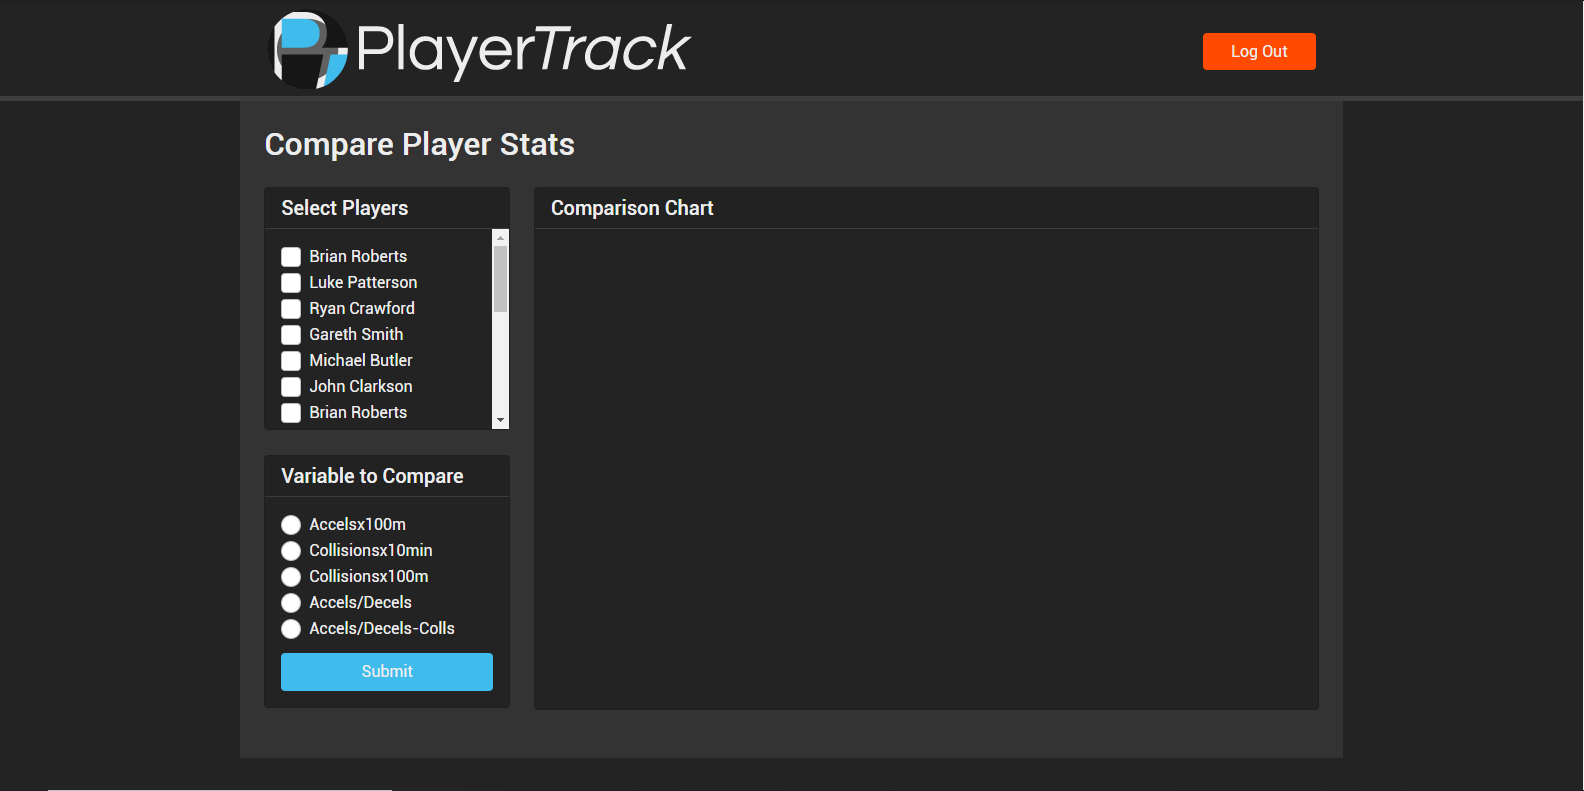 PlayerTrack
Log Out
Compare Player Stats
Select Players
Brian Roberts
Luke Patterson
Ryan Crawford
Gareth Smith
Michael Butler
John Clarkson
Brian Roberts
Variable to Compare
Accelsx100m
Collisionsx10min
Collisionsx100m
Accels/Decels
Accels/Decels-Colls
Submit
Comparison Chart